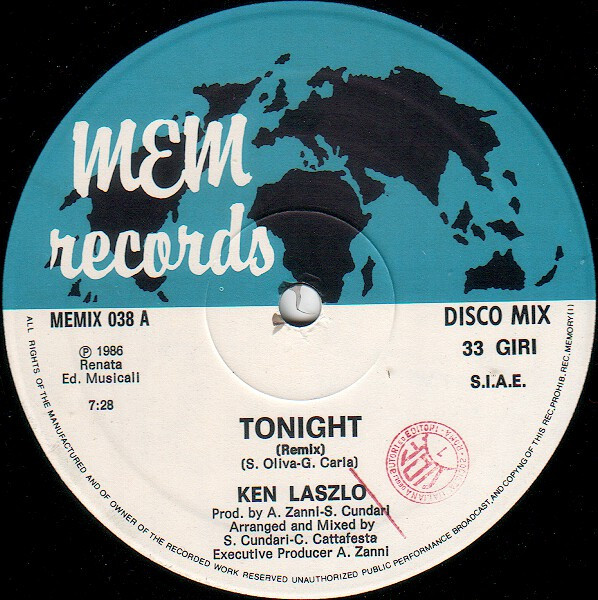 MEM
records
MEMIX 038 A
DISCO MIX
℗ 1986
33 GIRI
Renata
Ed. Musicali
S.I.A.E.
7:28
TONIGHT
(Remix)
(S. Oliva-G. Carla)
KEN LASZLO
Prod. by A. Zanni-S. Cundari
Arranged and Mixed by
S. Cundari-C. Cattafesta
Executive Producer A. Zanni
ALL RIGHTS OF THE MANUFACTURED AND OF OWNER OF THE RECORDED WORK RESERVED UNAUTHORIZED PUBLIC PERFORMANCE BROADCAST, AND COPYNG OF THIS REC. PROHIB. REC. MEMORY (I)